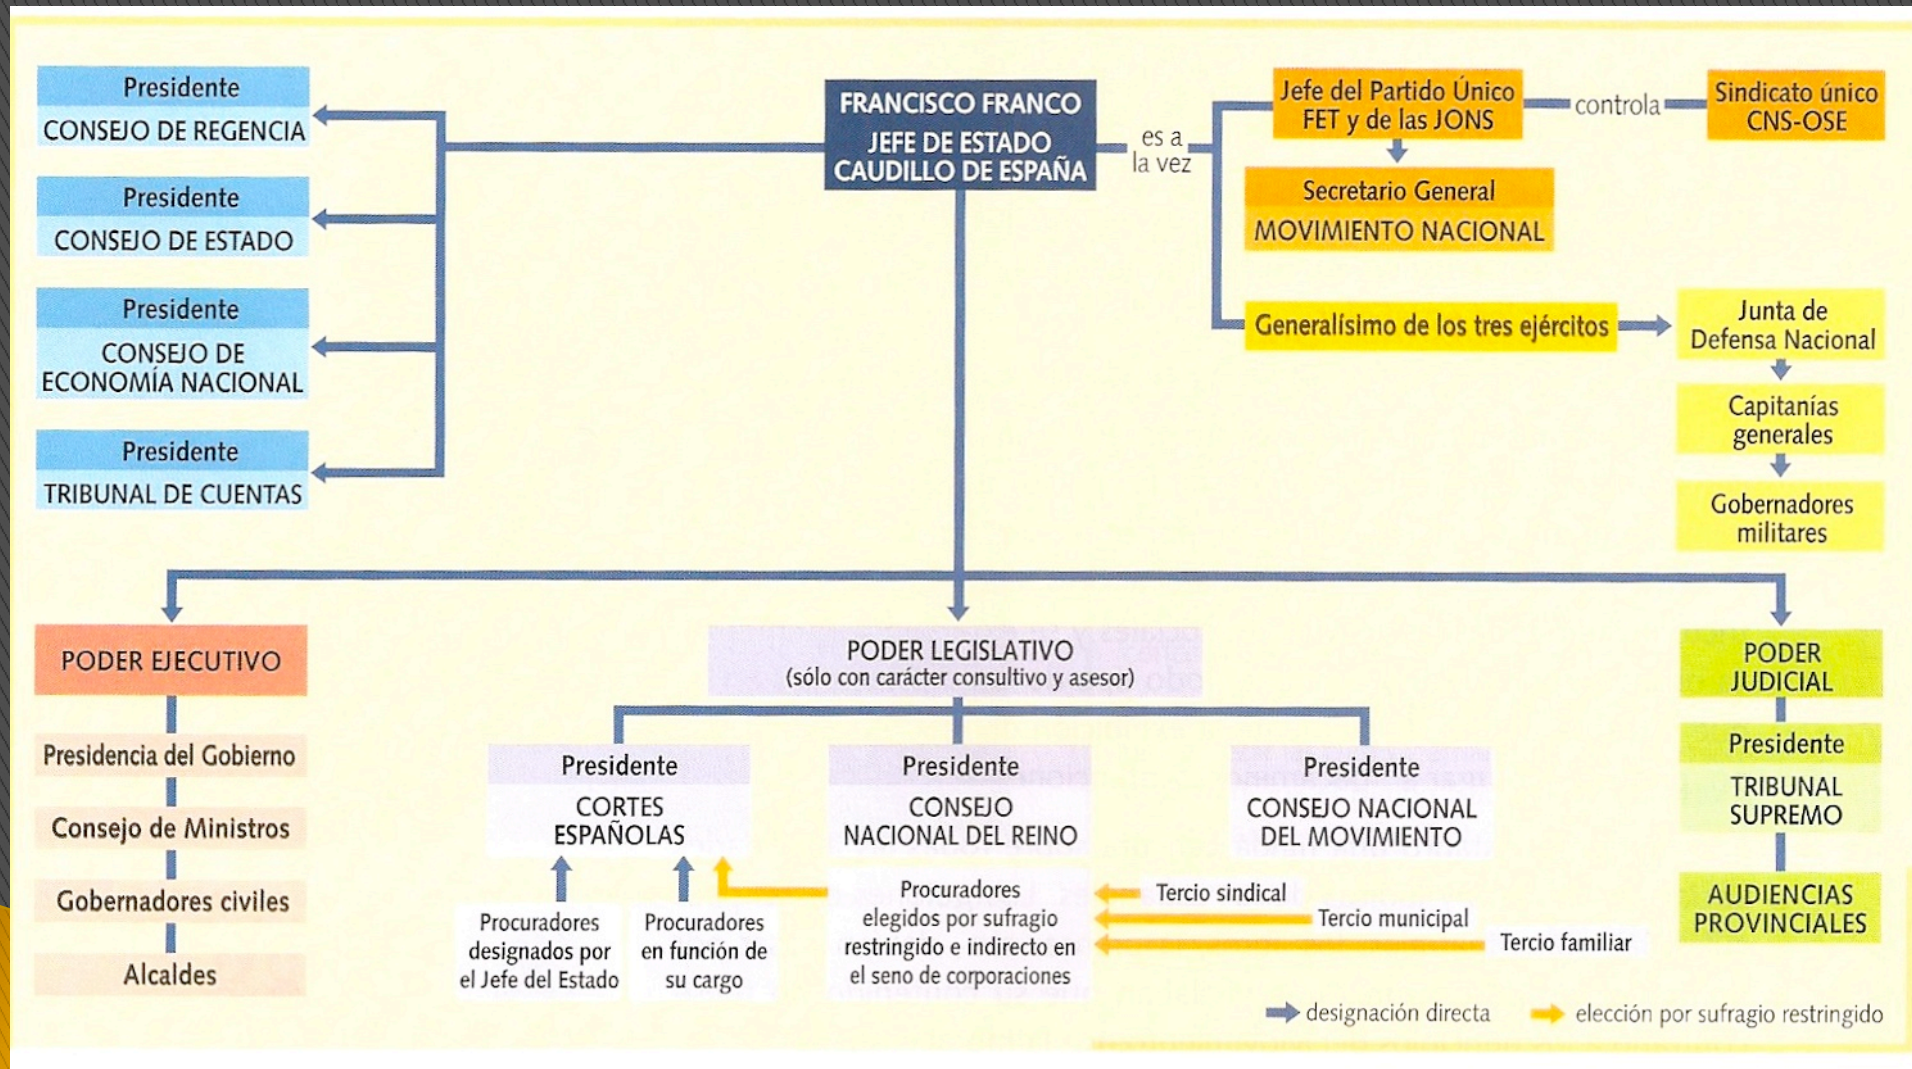 Presidente
CONSEJO DE REGENCIA
Presidente
CONSEJO DE ESTADO
Presidente
CONSEJO DE
ECONOMÍA NACIONAL
Presidente
TRIBUNAL DE CUENTAS
FRANCISCO FRANCO
JEFE DE ESTADO
CAUDILLO DE ESPAÑA
es a
la vez
Jefe del Partido Único
FET y de las JONS
controla
Sindicato único
CNS-OSE
Secretario General
MOVIMIENTO NACIONAL
Generalísimo de los tres ejércitos
Junta de
Defensa Nacional
Capitanías
generales
Gobernadores
militares
PODER EJECUTIVO
Presidencia del Gobierno
Consejo de Ministros
Gobernadores civiles
Alcaldes
PODER LEGISLATIVO
(sólo con carácter consultivo y asesor)
Presidente
CORTES
ESPAÑOLAS
Presidente
CONSEJO
NACIONAL DEL REINO
Presidente
CONSEJO NACIONAL
DEL MOVIMIENTO
Procuradores
designados por
el Jefe del Estado
Procuradores
en función de
su cargo
Procuradores
elegidos por sufragio
restringido e indirecto en
el seno de corporaciones
Tercio sindical
Tercio municipal
Tercio familiar
PODER
JUDICIAL
Presidente
TRIBUNAL
SUPREMO
AUDIENCIAS
PROVINCIALES
designación directa
elección por sufragio restringido